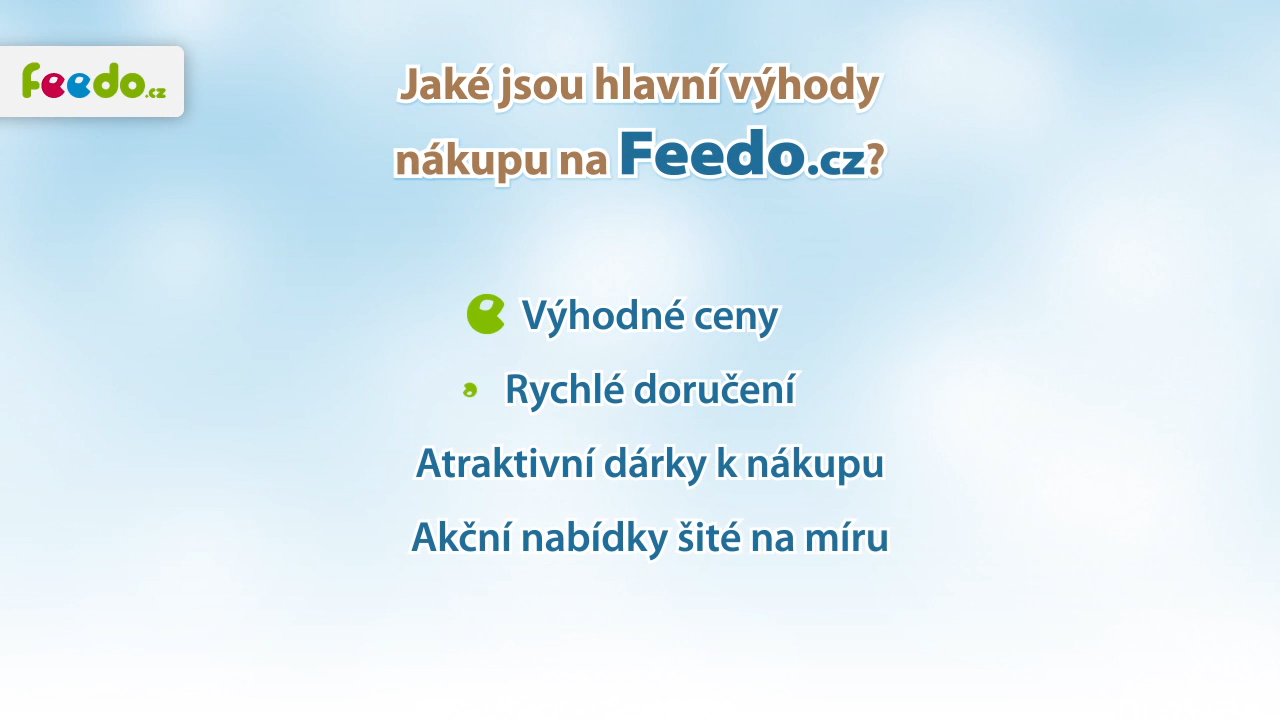 feedo.cz
Jaké jsou hlavní výhody
nákupu na Feedo.cz?
Výhodné ceny
Rychlé doručení
Atraktivní dárky k nákupu
Akční nabídky šité na míru